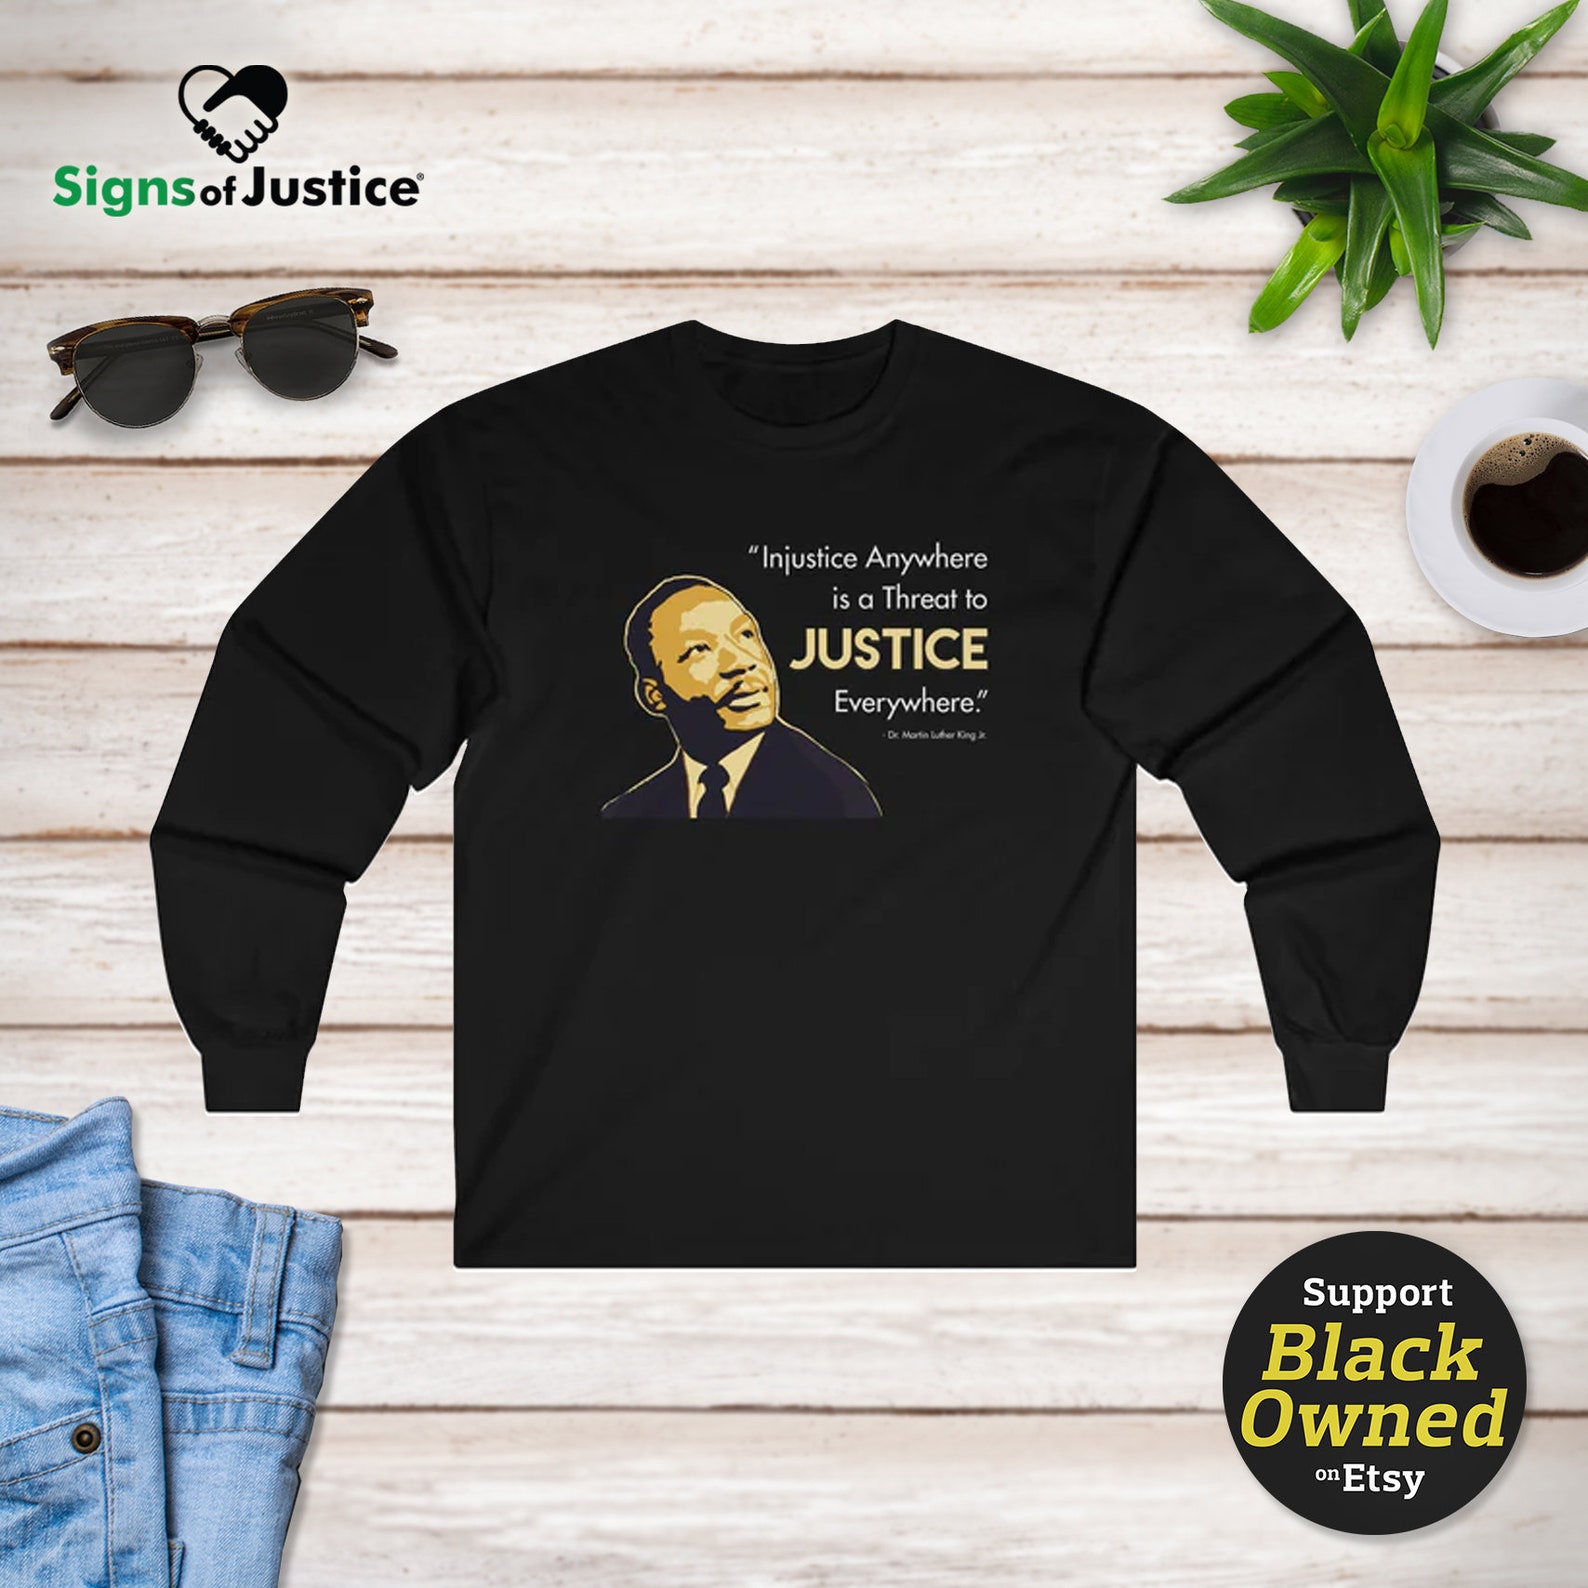 Signs of Justice®
“Injustice Anywhere
is a Threat to
JUSTICE
Everywhere.”
- Dr. Martin Luther King Jr.
Support
Black
Owned
on Etsy